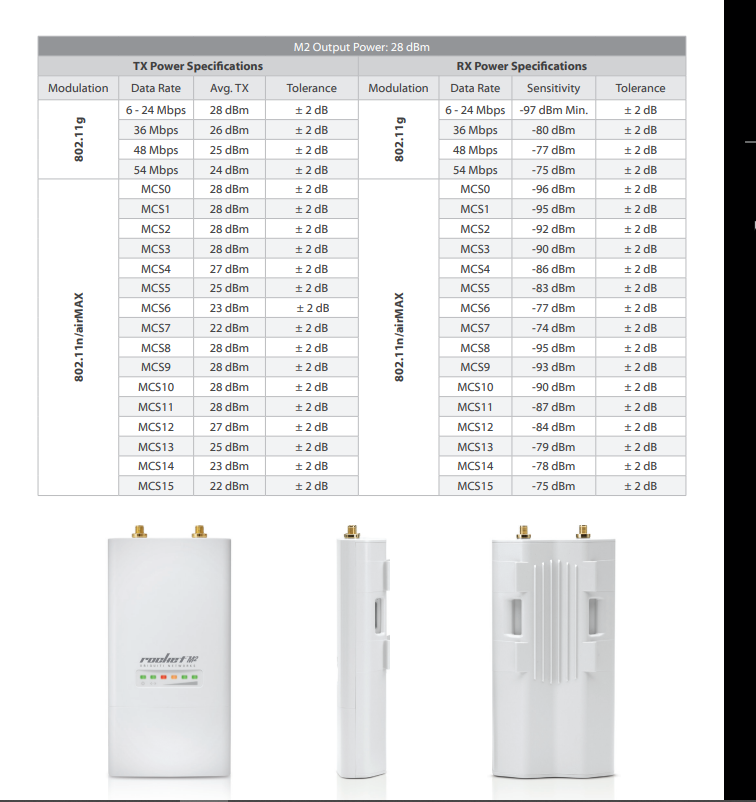 M2 Output Power: 28 dBm
TX Power Specifications RX Power Specifications
Modulation Data Rate Avg. TX Tolerance Modulation Data Rate Sensitivity Tolerance
802.11g 6 - 24 Mbps 28 dBm ± 2 dB 802.11g 6 - 24 Mbps -97 dBm Min. ± 2 dB
36 Mbps 26 dBm ± 2 dB 36 Mbps -80 dBm ± 2 dB
48 Mbps 25 dBm ± 2 dB 48 Mbps -77 dBm ± 2 dB
54 Mbps 24 dBm ± 2 dB 54 Mbps -75 dBm ± 2 dB
802.11n/airMAX MCS0 28 dBm ± 2 dB 802.11n/airMAX MCS0 -96 dBm ± 2 dB
MCS1 28 dBm ± 2 dB MCS1 -95 dBm ± 2 dB
MCS2 28 dBm ± 2 dB MCS2 -92 dBm ± 2 dB
MCS3 28 dBm ± 2 dB MCS3 -90 dBm ± 2 dB
MCS4 27 dBm ± 2 dB MCS4 -86 dBm ± 2 dB
MCS5 25 dBm ± 2 dB MCS5 -83 dBm ± 2 dB
MCS6 23 dBm ± 2 dB MCS6 -77 dBm ± 2 dB
MCS7 22 dBm ± 2 dB MCS7 -74 dBm ± 2 dB
MCS8 28 dBm ± 2 dB MCS8 -95 dBm ± 2 dB
MCS9 28 dBm ± 2 dB MCS9 -93 dBm ± 2 dB
MCS10 28 dBm ± 2 dB MCS10 -90 dBm ± 2 dB
MCS11 28 dBm ± 2 dB MCS11 -87 dBm ± 2 dB
MCS12 27 dBm ± 2 dB MCS12 -84 dBm ± 2 dB
MCS13 25 dBm ± 2 dB MCS13 -79 dBm ± 2 dB
MCS14 23 dBm ± 2 dB MCS14 -78 dBm ± 2 dB
MCS15 22 dBm ± 2 dB MCS15 -75 dBm ± 2 dB
rocket M2
UBIQUITI NETWORKS